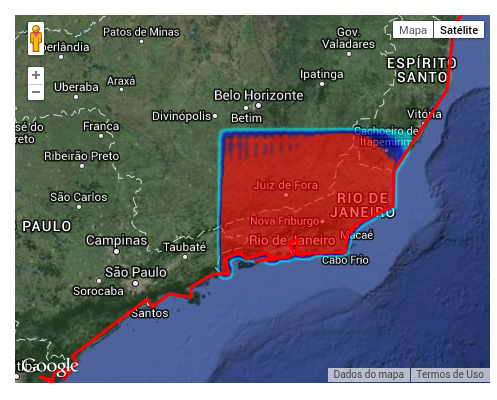 Patos de Minas
Gov.
Valadares
Mapa
Satélite
berlândia
ESPÍRITO
SANTO
Ipatinga
Araxá
Uberaba
Belo Horizonte
Divinópolis
Betim
Vitória
sé do
reto
Franca
Cachoeiro de
Itapemirim
Ribeirão Preto
Juiz de Fora
São Carlos
RIO DE
JANEIRO
PAULO
Nova Friburgo
Macaé
Campinas
Taubaté
Rio de Janeiro
Cabo Frio
São Paulo
Sorocaba
Santos
Google
Dados do mapa
Termos de Uso